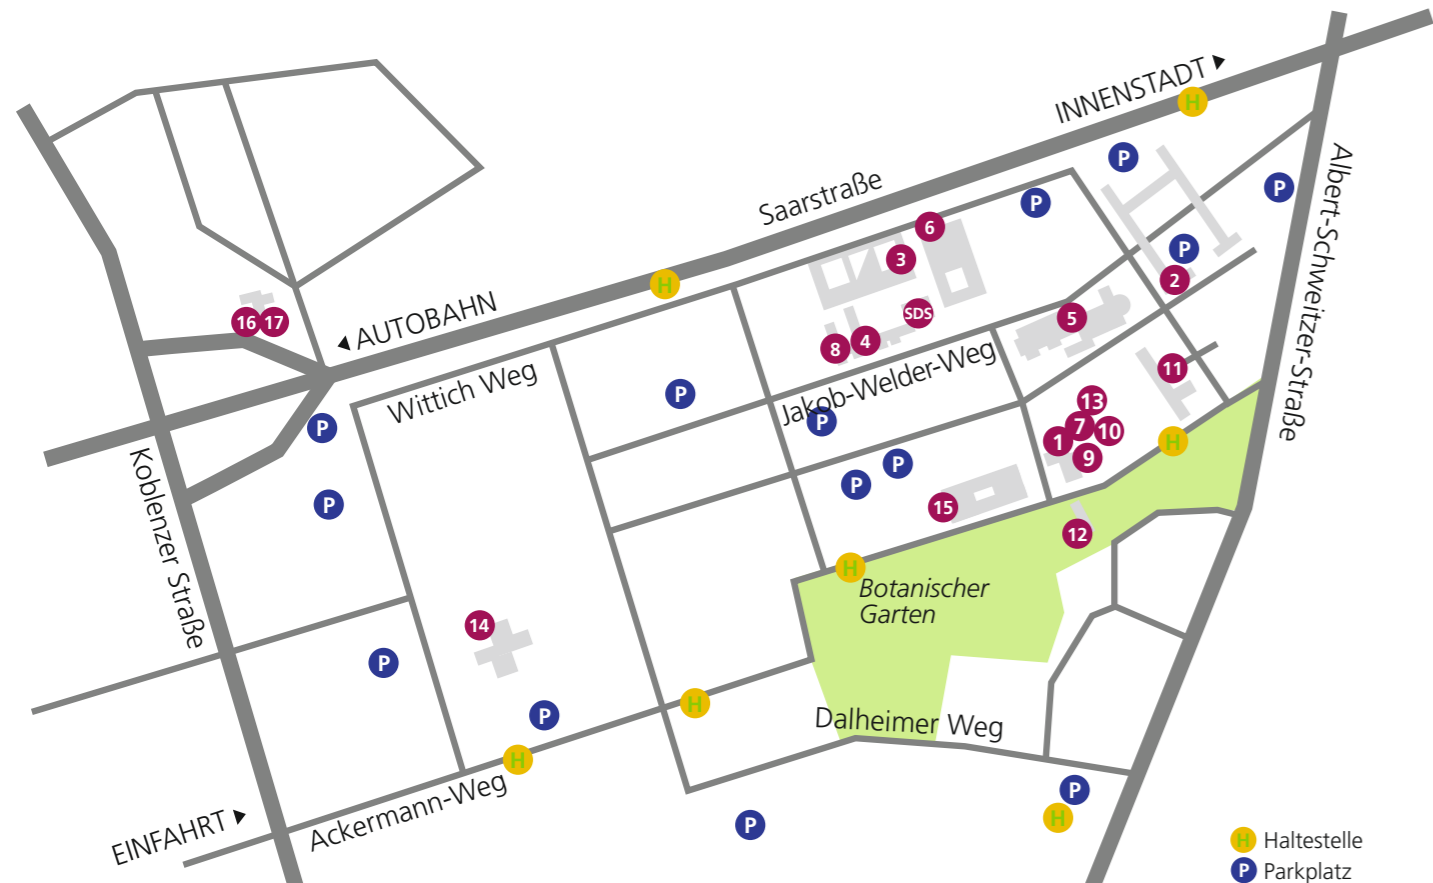 INNENSTADT ►
H
P
Albert-Schweitzer-Straße
P
Saarstraße
P
6
3
P
2
H
SDS
5
16 17
◄ AUTOBAHN
8 4
11
Wittich Weg
Jakob-Welder-Weg
P
P
13
7
10
1
9
H
P
P
P
P
15
12
Koblenzer Straße
H
Botanischer
Garten
14
P
H
P
Dalheimer Weg
H
Ackermann-Weg
EINFAHRT ►
P
P
H
H Haltestelle
P Parkplatz